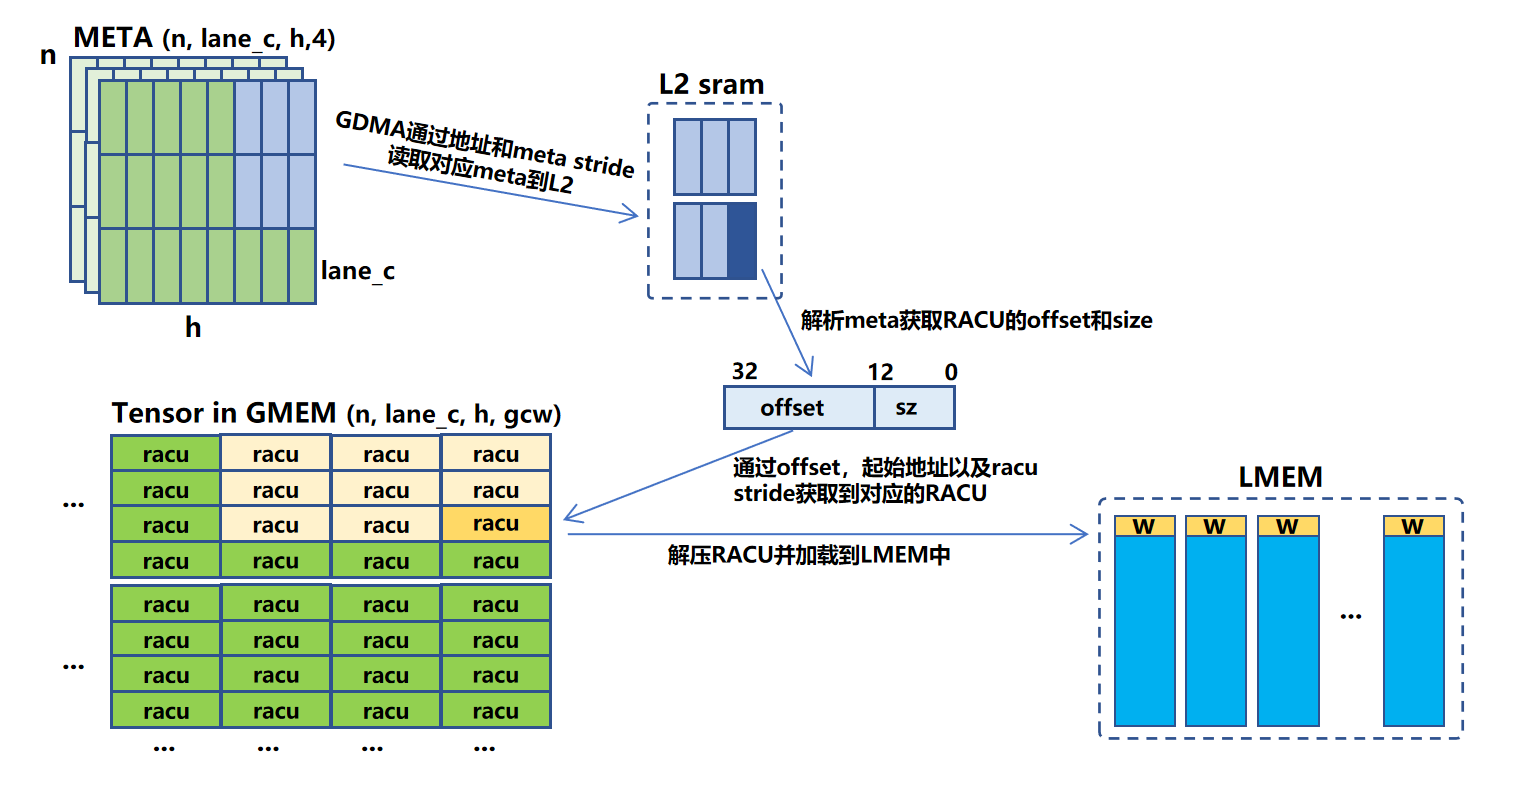 META (n, lane_c, h,4)
n
lane_c
h
GDMA通过地址和meta stride
读取对应meta到L2
L2 sram
解析meta获取RACU的offset和size
32 12 0
offset sz
通过offset，起始地址以及racu
stride获取到对应的RACU
Tensor in GMEM (n, lane_c, h, gcw)
racu racu racu racu
racu racu racu racu
...
racu racu racu racu
racu racu racu racu
racu racu racu racu
racu racu racu racu
...
racu racu racu racu
racu racu racu racu
... ... ... ...
解压RACU并加载到LMEM中
LMEM
W W W W
...